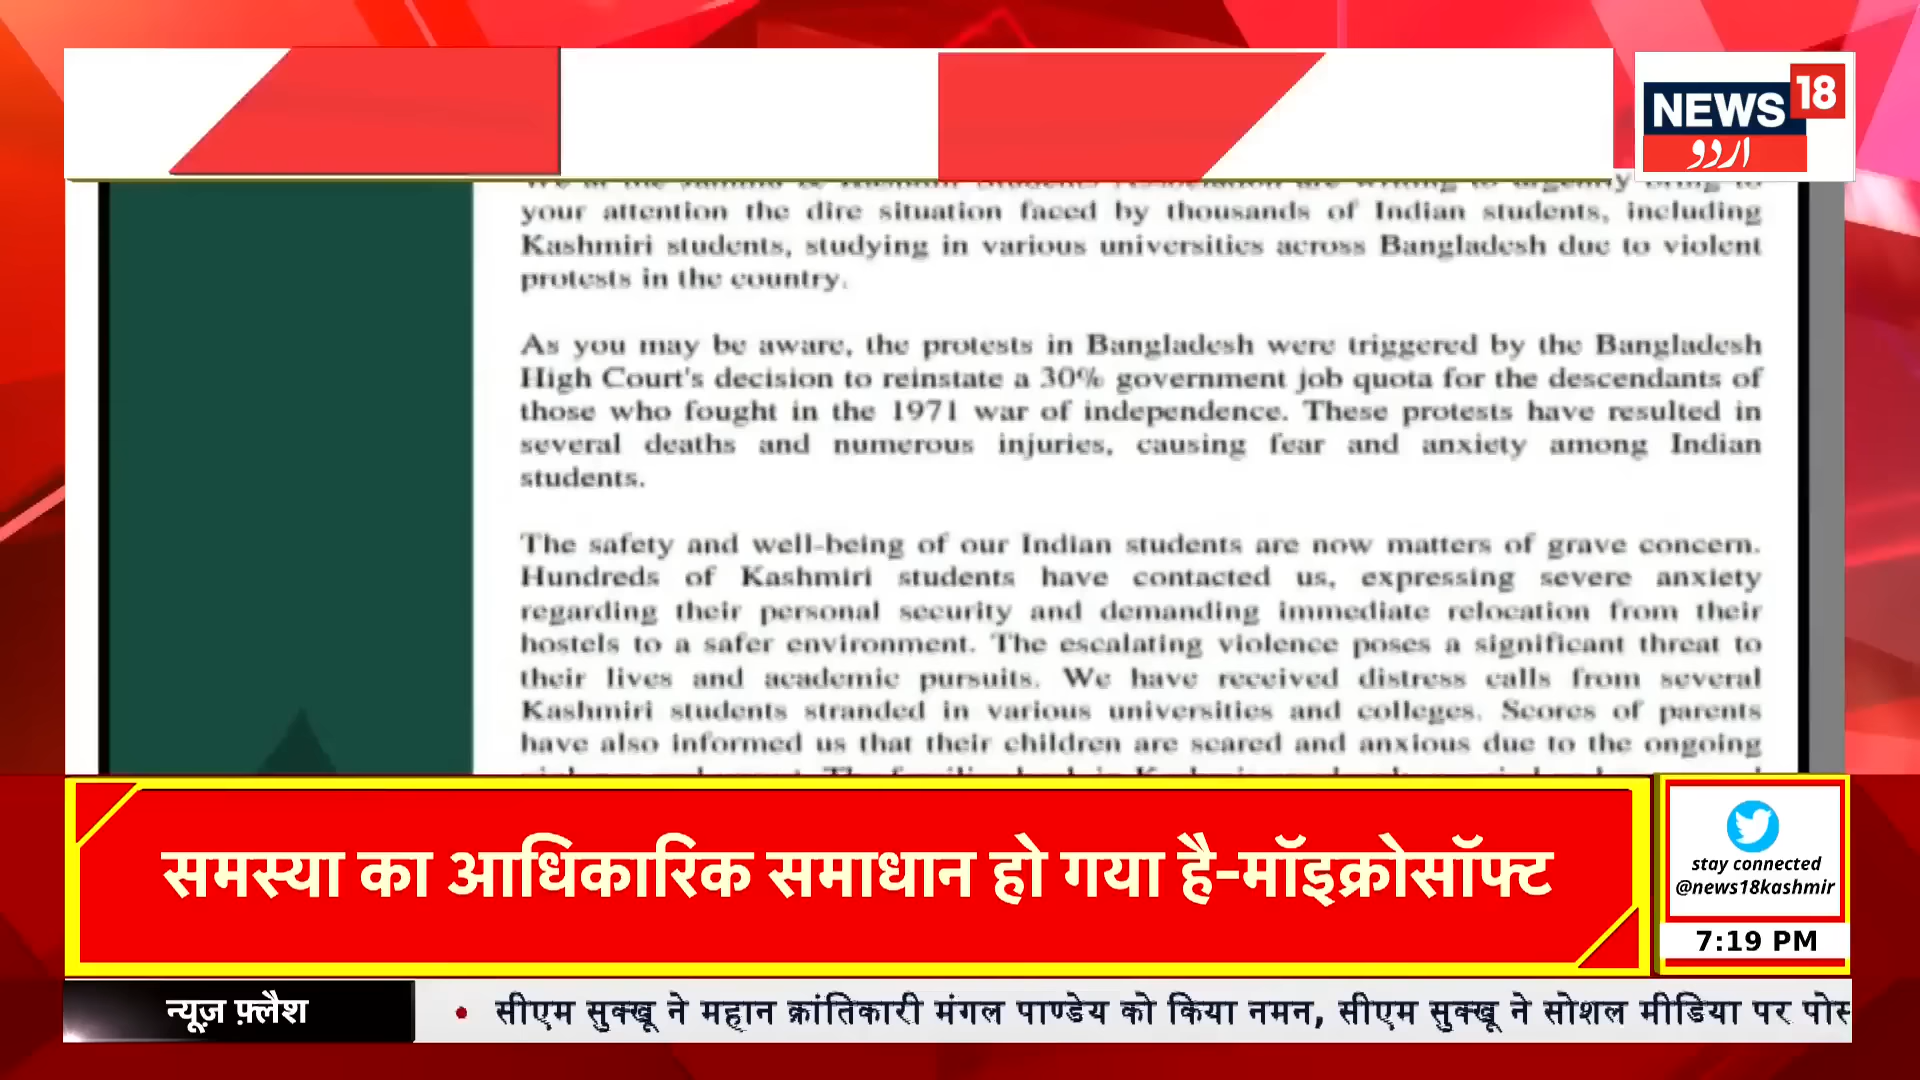 NEWS 18
اردو
your attention the dire situation faced by thousands of Indian students, including
Kashmiri students, studying in various universities across Bangladesh due to violent
protests in the country.
As you may be aware, the protests in Bangladesh were triggered by the Bangladesh
High Court's decision to reinstate a 30% government job quota for the descendants of
those who fought in the 1971 war of independence. These protests have resulted in
several deaths and numerous injuries, causing fear and anxiety among Indian
students.
The safety and well-being of our Indian students are now matters of grave concern.
Hundreds of Kashmiri students have contacted us, expressing severe anxiety
regarding their personal security and demanding immediate relocation from their
hostels to a safer environment. The escalating violence poses a significant threat to
their lives and academic pursuits. We have received distress calls from several
Kashmiri students stranded in various universities and colleges. Scores of parents
have also informed us that their children are scared and anxious due to the ongoing
समस्या का आधिकारिक समाधान हो गया है-मॉइक्रोसॉफ्ट
stay connected
@news18kashmir
7:19 PM
न्यूज़ फ़्लैश
• सीएम सुक्खू ने महान क्रांतिकारी मंगल पाण्डेय को किया नमन, सीएम सुक्खू ने सोशल मीडिया पर